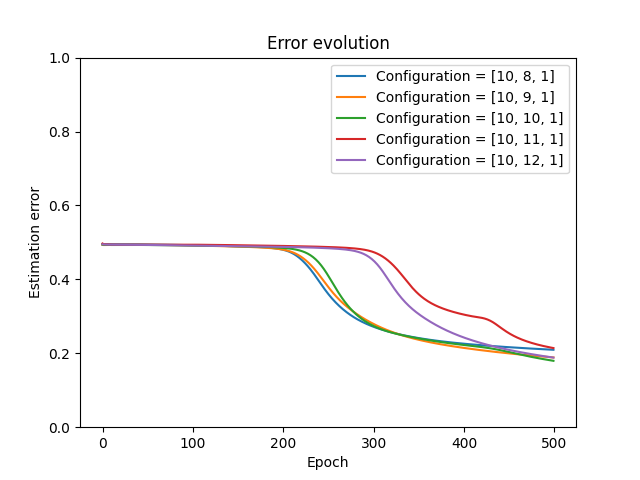 Error evolution
1.0
0.8
0.6
0.4
0.2
0.0
Estimation error
Configuration = [10, 8, 1]
Configuration = [10, 9, 1]
Configuration = [10, 10, 1]
Configuration = [10, 11, 1]
Configuration = [10, 12, 1]
0 100 200 300 400 500
Epoch